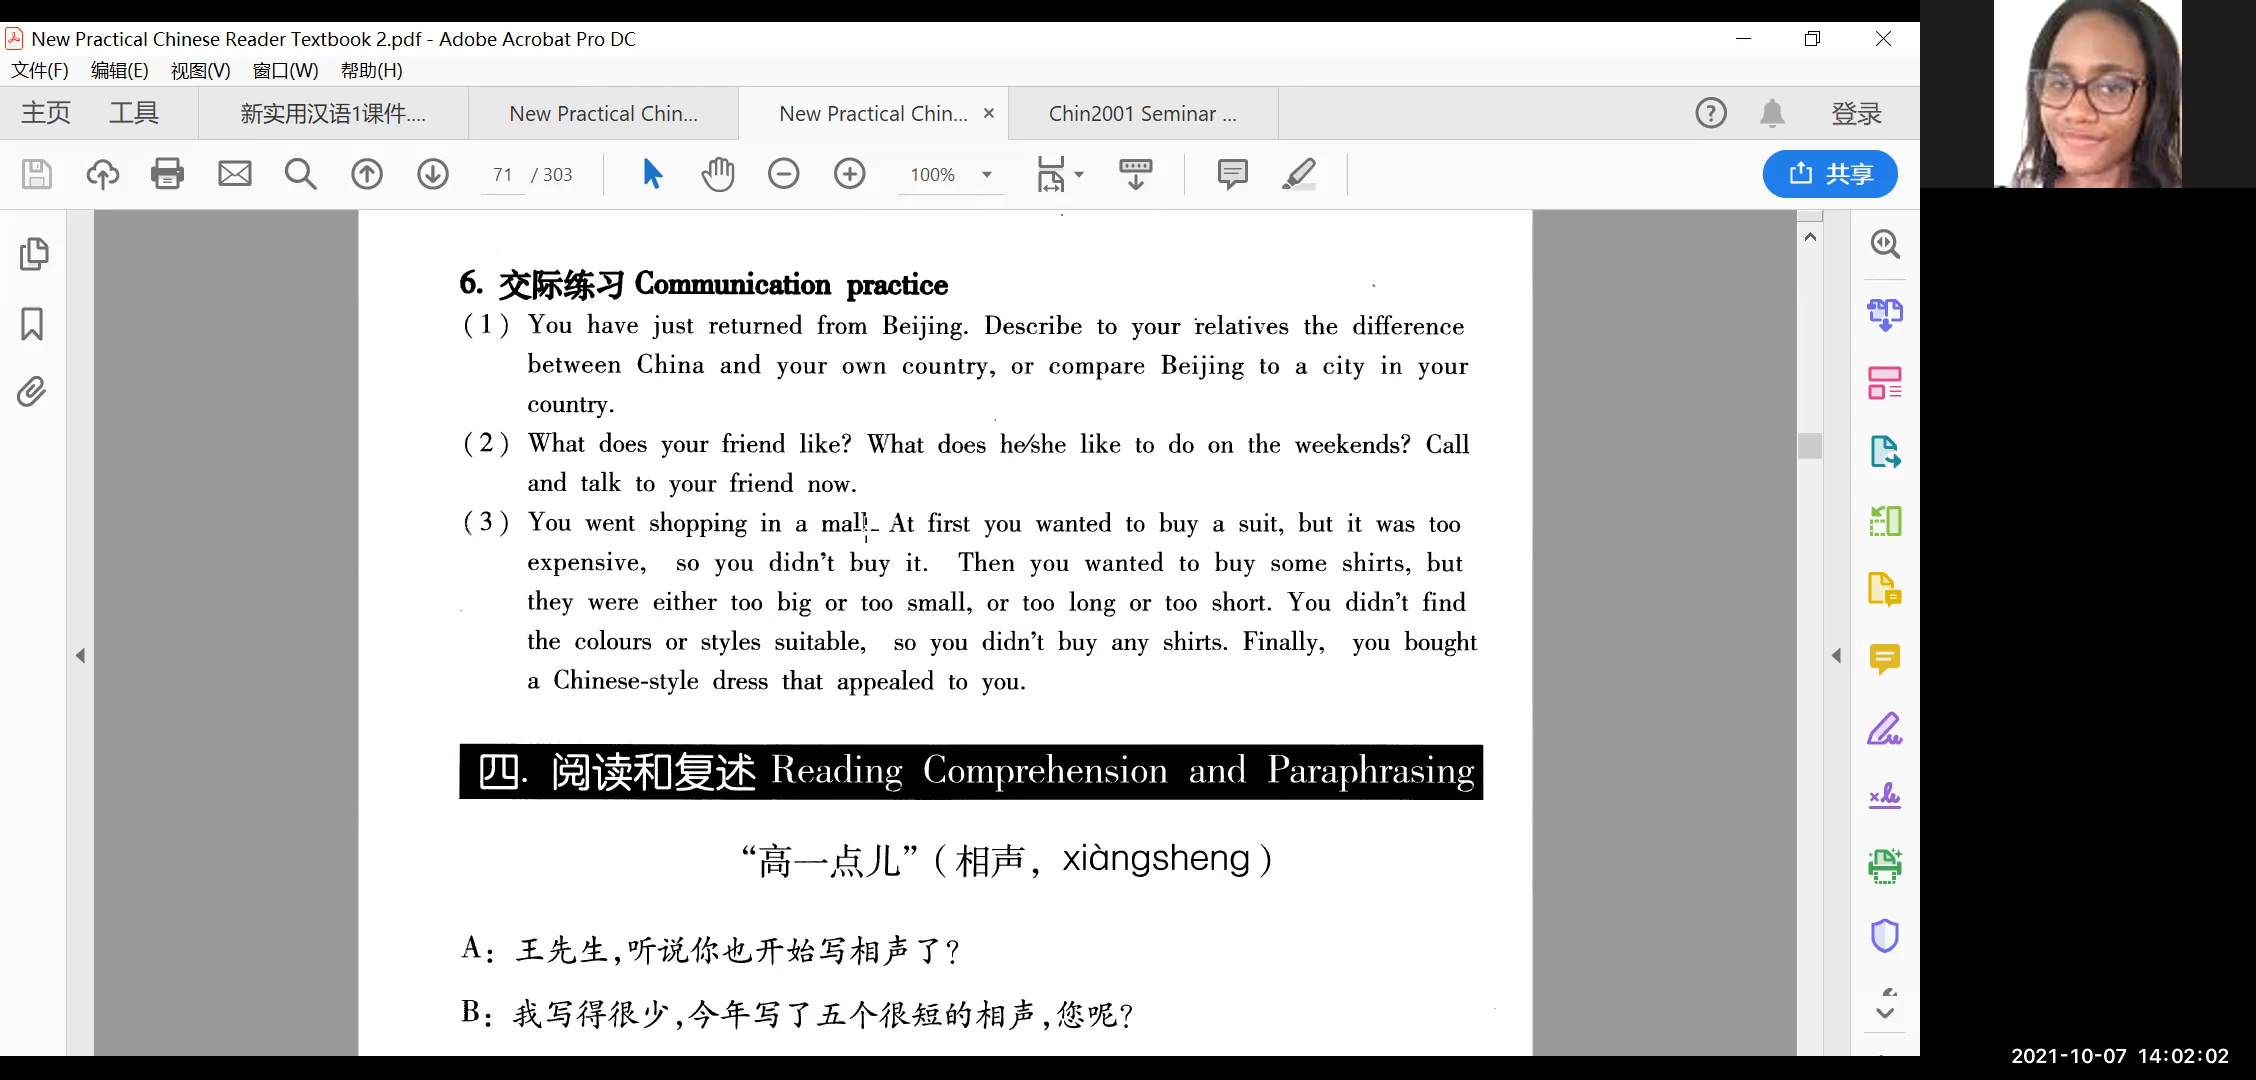 New Practical Chinese Reader Textbook 2.pdf - Adobe Acrobat Pro DC
文件(F) 编辑(E) 视图(V) 窗口(W) 帮助(H)
主页 工具 新实用汉语1课件.... New Practical Chin... New Practical Chin... × Chin2001 Seminar ... 登录
71 / 303 100% 共享
6. 交际练习 Communication practice
(1) You have just returned from Beijing. Describe to your relatives the difference
between China and your own country, or compare Beijing to a city in your
country.
(2) What does your friend like? What does he/she like to do on the weekends? Call
and talk to your friend now.
(3) You went shopping in a mall. At first you wanted to buy a suit, but it was too
expensive, so you didn't buy it. Then you wanted to buy some shirts, but
they were either too big or too small, or too long or too short. You didn't find
the colours or styles suitable, so you didn't buy any shirts. Finally, you bought
a Chinese-style dress that appealed to you.
四. 阅读和复述 Reading Comprehension and Paraphrasing
“高一点儿”(相声, xiàngsheng)
A: 王先生,听说你也开始写相声了?
B: 我写得很少,今年写了五个很短的相声,您呢?
2021-10-07 14:02:02